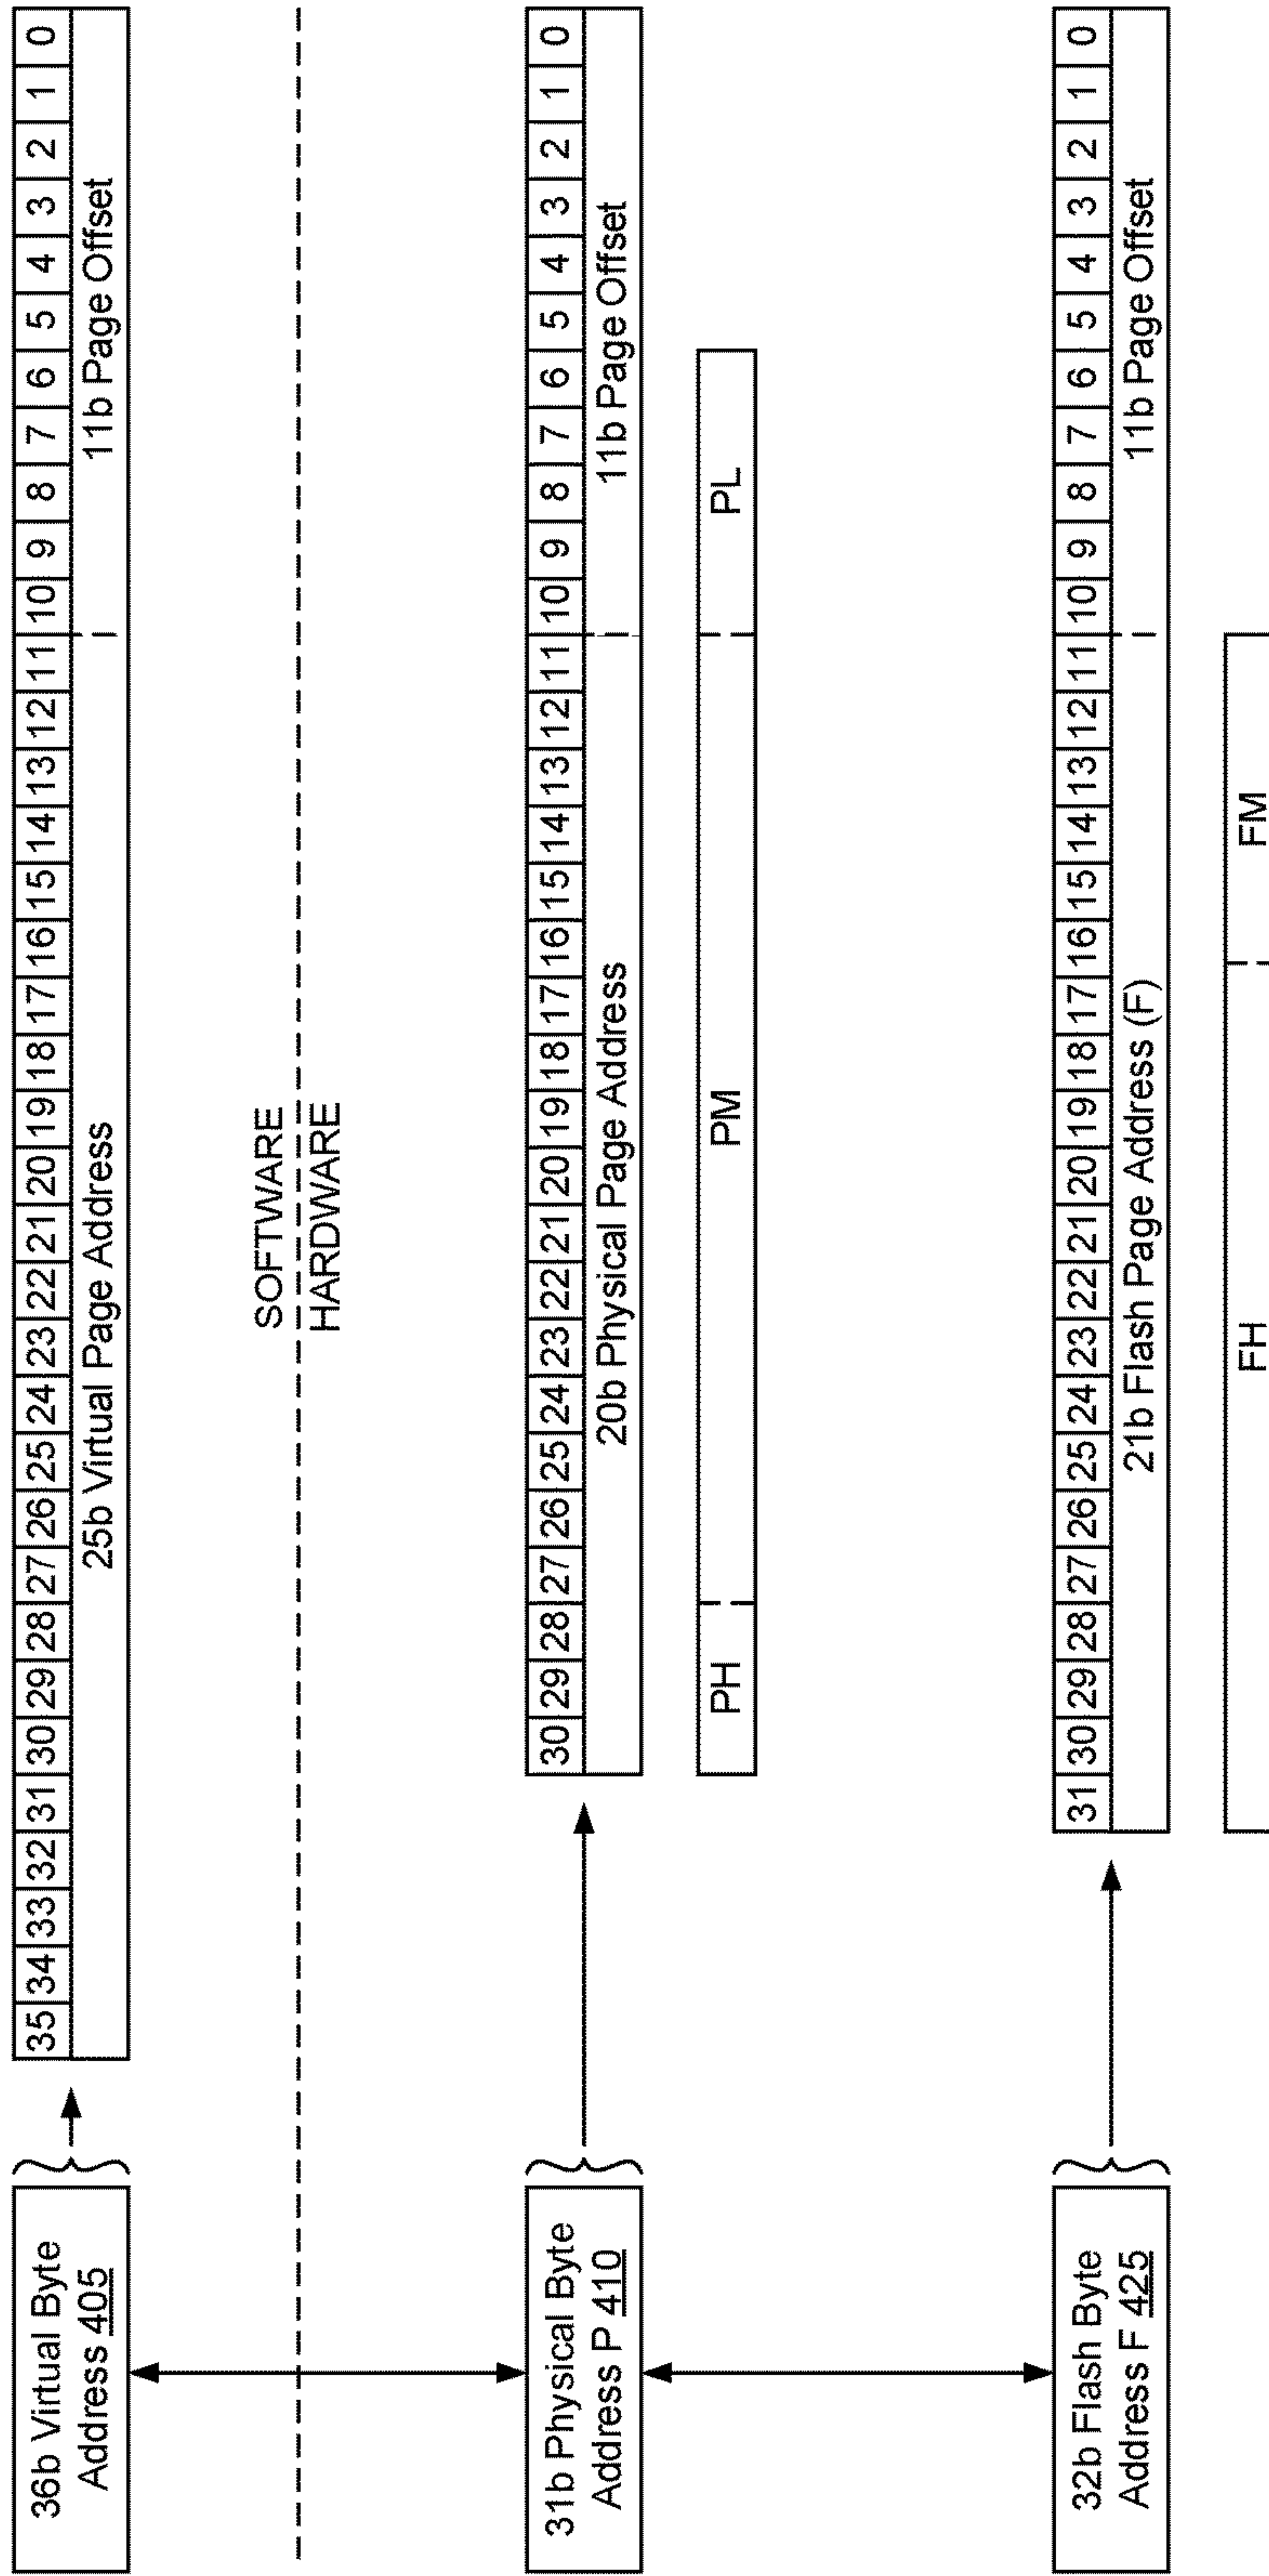 36b Virtual Byte
Address 405
35 34 33 32 31 30 29 28 27 26 25 24 23 22 21 20 19 18 17 16 15 14 13 12 11 10 9 8 7 6 5 4 3 2 1 0
25b Virtual Page Address 11b Page Offset
SOFTWARE
HARDWARE
31b Physical Byte
Address P 410
30 29 28 27 26 25 24 23 22 21 20 19 18 17 16 15 14 13 12 11 10 9 8 7 6 5 4 3 2 1 0
20b Physical Page Address 11b Page Offset
PH PM PL
32b Flash Byte
Address F 425
31 30 29 28 27 26 25 24 23 22 21 20 19 18 17 16 15 14 13 12 11 10 9 8 7 6 5 4 3 2 1 0
21b Flash Page Address (F) 11b Page Offset
FH FM